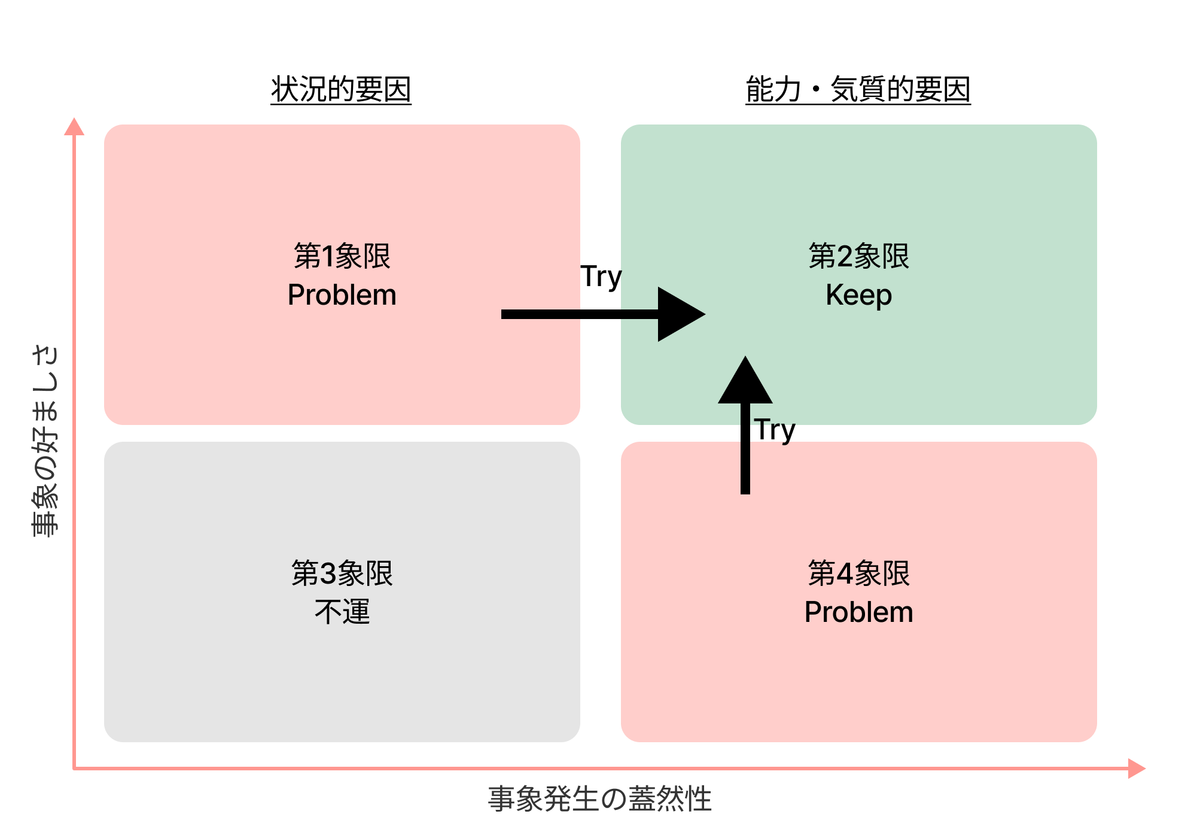 状況的要因
能力・気質的要因
第1象限
Problem
Try
第2象限
Keep
Try
事象の好ましさ
第3象限
不運
第4象限
Problem
事象発生の蓋然性